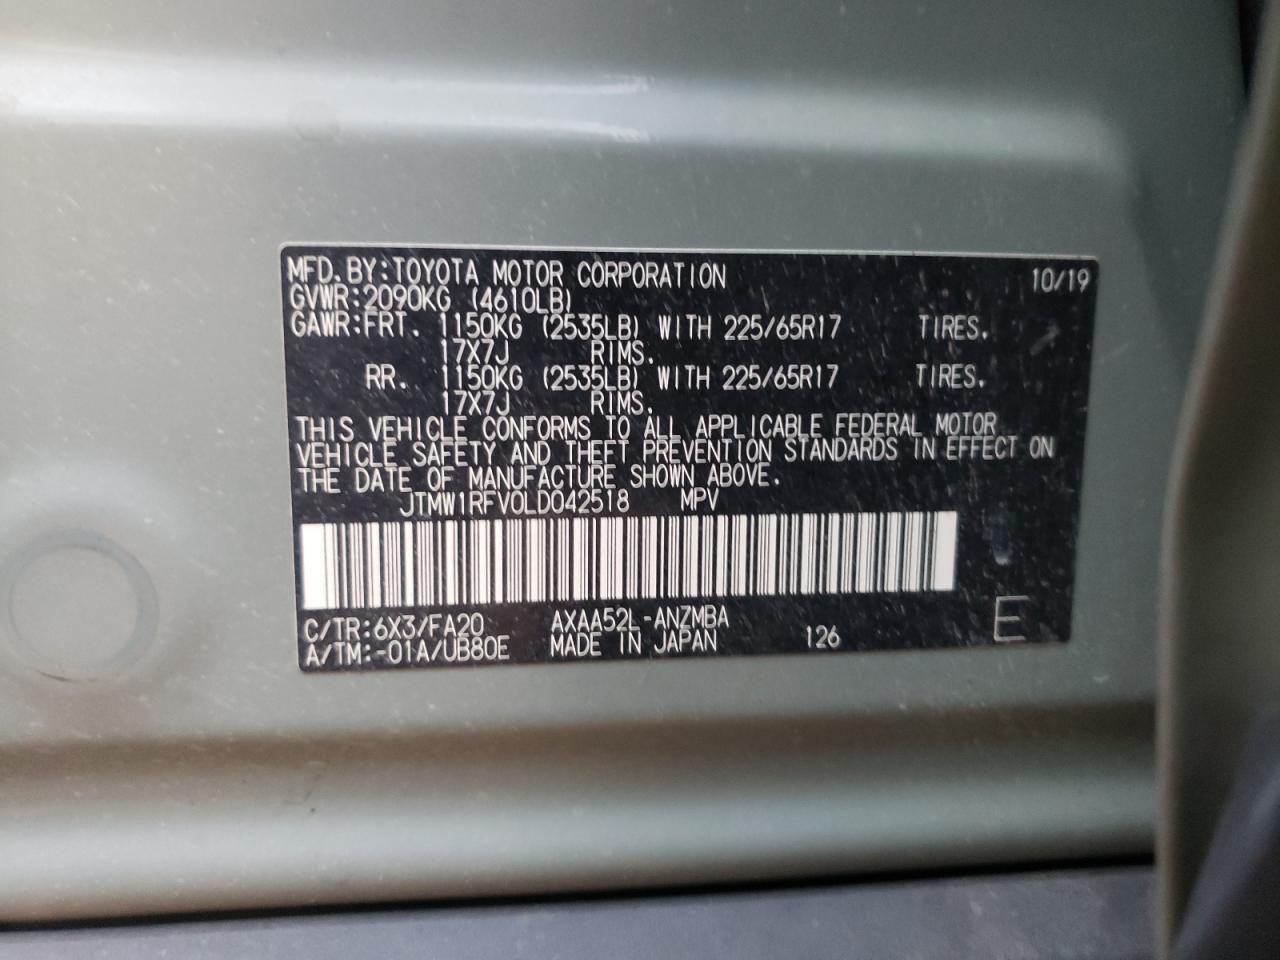 MFD.BY:TOYOTA MOTOR CORPORATION 10/19
GVWR:2090KG (4610LB)
GAWR:FRT. 1150KG (2535LB) WITH 225/65R17 TIRES.
17X7J RIMS.
RR. 1150KG (2535LB) WITH 225/65R17 TIRES.
17X7J RIMS.
THIS VEHICLE CONFORMS TO ALL APPLICABLE FEDERAL MOTOR
VEHICLE SAFETY AND THEFT PREVENTION STANDARDS IN EFFECT ON
THE DATE OF MANUFACTURE SHOWN ABOVE.
JTMW1RFV0LD042518 MPV
C/TR:6X3/FA20 AXAA52L-ANZMBA
A/TM:-01A/UB80E MADE IN JAPAN 126 E